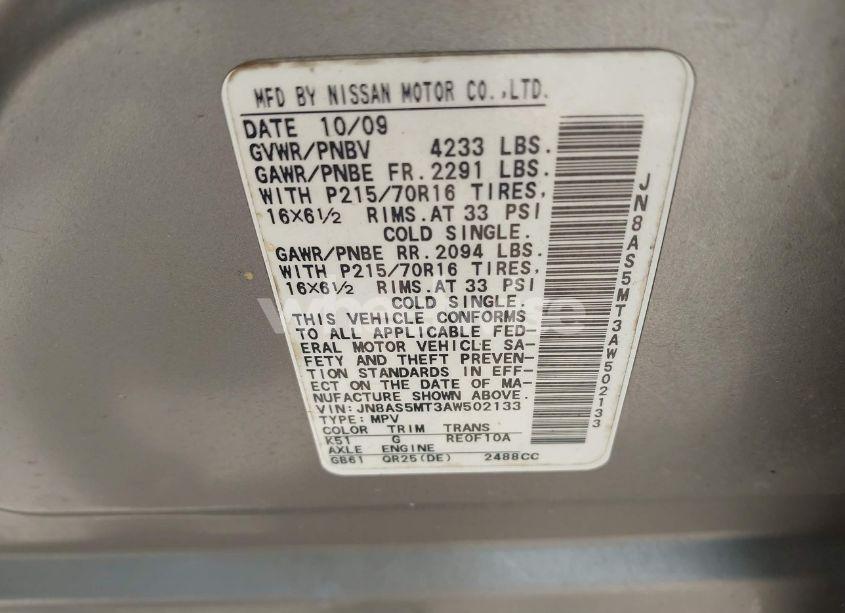 MFD BY NISSAN MOTOR CO.,LTD.
DATE 10/09
GVWR/PNBV 4233 LBS.
GAWR/PNBE FR. 2291 LBS.
WITH P215/70R16 TIRES,
16X6½ RIMS. AT 33 PSI
COLD SINGLE.
GAWR/PNBE RR. 2094 LBS.
WITH P215/70R16 TIRES,
16X6½ RIMS. AT 33 PSI
COLD SINGLE.
THIS VEHICLE CONFORMS
TO ALL APPLICABLE FED-
ERAL MOTOR VEHICLE SA-
FETY AND THEFT PREVEN-
TION STANDARDS IN EFF-
ECT ON THE DATE OF MA-
NUFACTURE SHOWN ABOVE.
VIN: JN8AS5MT3AW502133
TYPE: MPV
COLOR TRIM TRANS
K51 G RE0F10A
AXLE ENGINE
GB61 QR25(DE) 2488CC
JN8AS5MT3AW502133